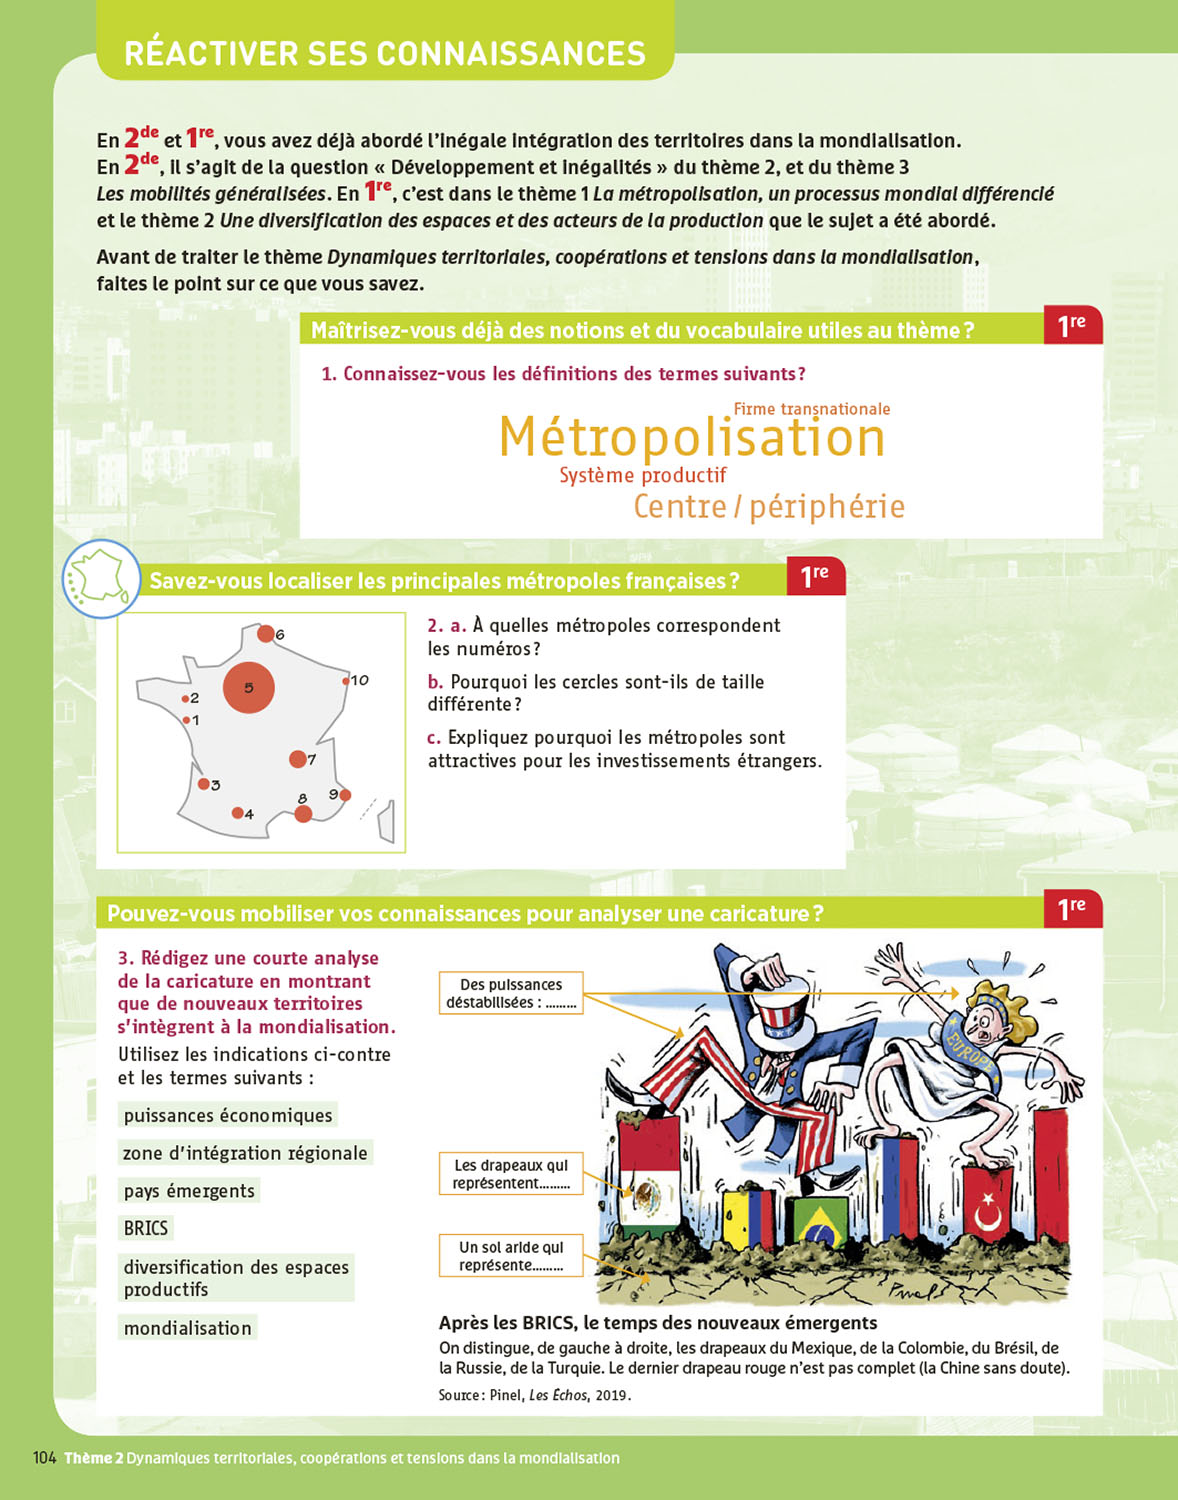 RÉACTIVER SES CONNAISSANCES
En 2de et 1re, vous avez déjà abordé l'inégale intégration des territoires dans la mondialisation.
En 2de, il s'agit de la question « Développement et inégalités » du thème 2, et du thème 3
Les mobilités généralisées. En 1re, c'est dans le thème 1 La métropolisation, un processus mondial différencié
et le thème 2 Une diversification des espaces et des acteurs de la production que le sujet a été abordé.
Avant de traiter le thème Dynamiques territoriales, coopérations et tensions dans la mondialisation,
faites le point sur ce que vous savez.
Maîtrisez-vous déjà des notions et du vocabulaire utiles au thème ?
1re
1. Connaissez-vous les définitions des termes suivants ?
Firme transnationale
Métropolisation
Système productif
Centre / périphérie
Savez-vous localiser les principales métropoles françaises ?
1re
6
5
10
2
1
7
3
8
9
4
2. a. À quelles métropoles correspondent
les numéros ?
b. Pourquoi les cercles sont-ils de taille
différente ?
c. Expliquez pourquoi les métropoles sont
attractives pour les investissements étrangers.
Pouvez-vous mobiliser vos connaissances pour analyser une caricature ?
1re
3. Rédigez une courte analyse
de la caricature en montrant
que de nouveaux territoires
s'intègrent à la mondialisation.
Utilisez les indications ci-contre
et les termes suivants :
puissances économiques
zone d'intégration régionale
pays émergents
BRICS
diversification des espaces
productifs
mondialisation
Des puissances
déstabilisées : .........
EUROPE
Les drapeaux qui
représentent.........
Un sol aride qui
représente.........
Pinel
Après les BRICS, le temps des nouveaux émergents
On distingue, de gauche à droite, les drapeaux du Mexique, de la Colombie, du Brésil, de
la Russie, de la Turquie. Le dernier drapeau rouge n'est pas complet (la Chine sans doute).
Source : Pinel, Les Échos, 2019.
104 Thème 2 Dynamiques territoriales, coopérations et tensions dans la mondialisation